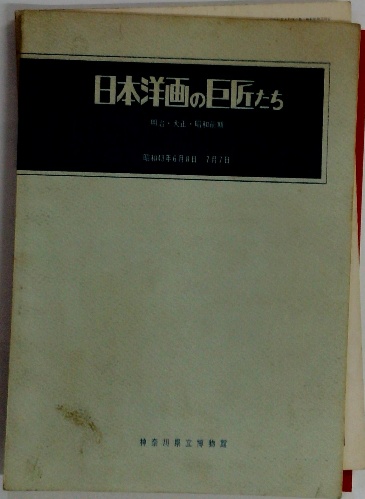 日本洋画の巨匠たち
明治・大正・昭和前期
昭和43年6月8日 7月7日
神奈川県立博物館